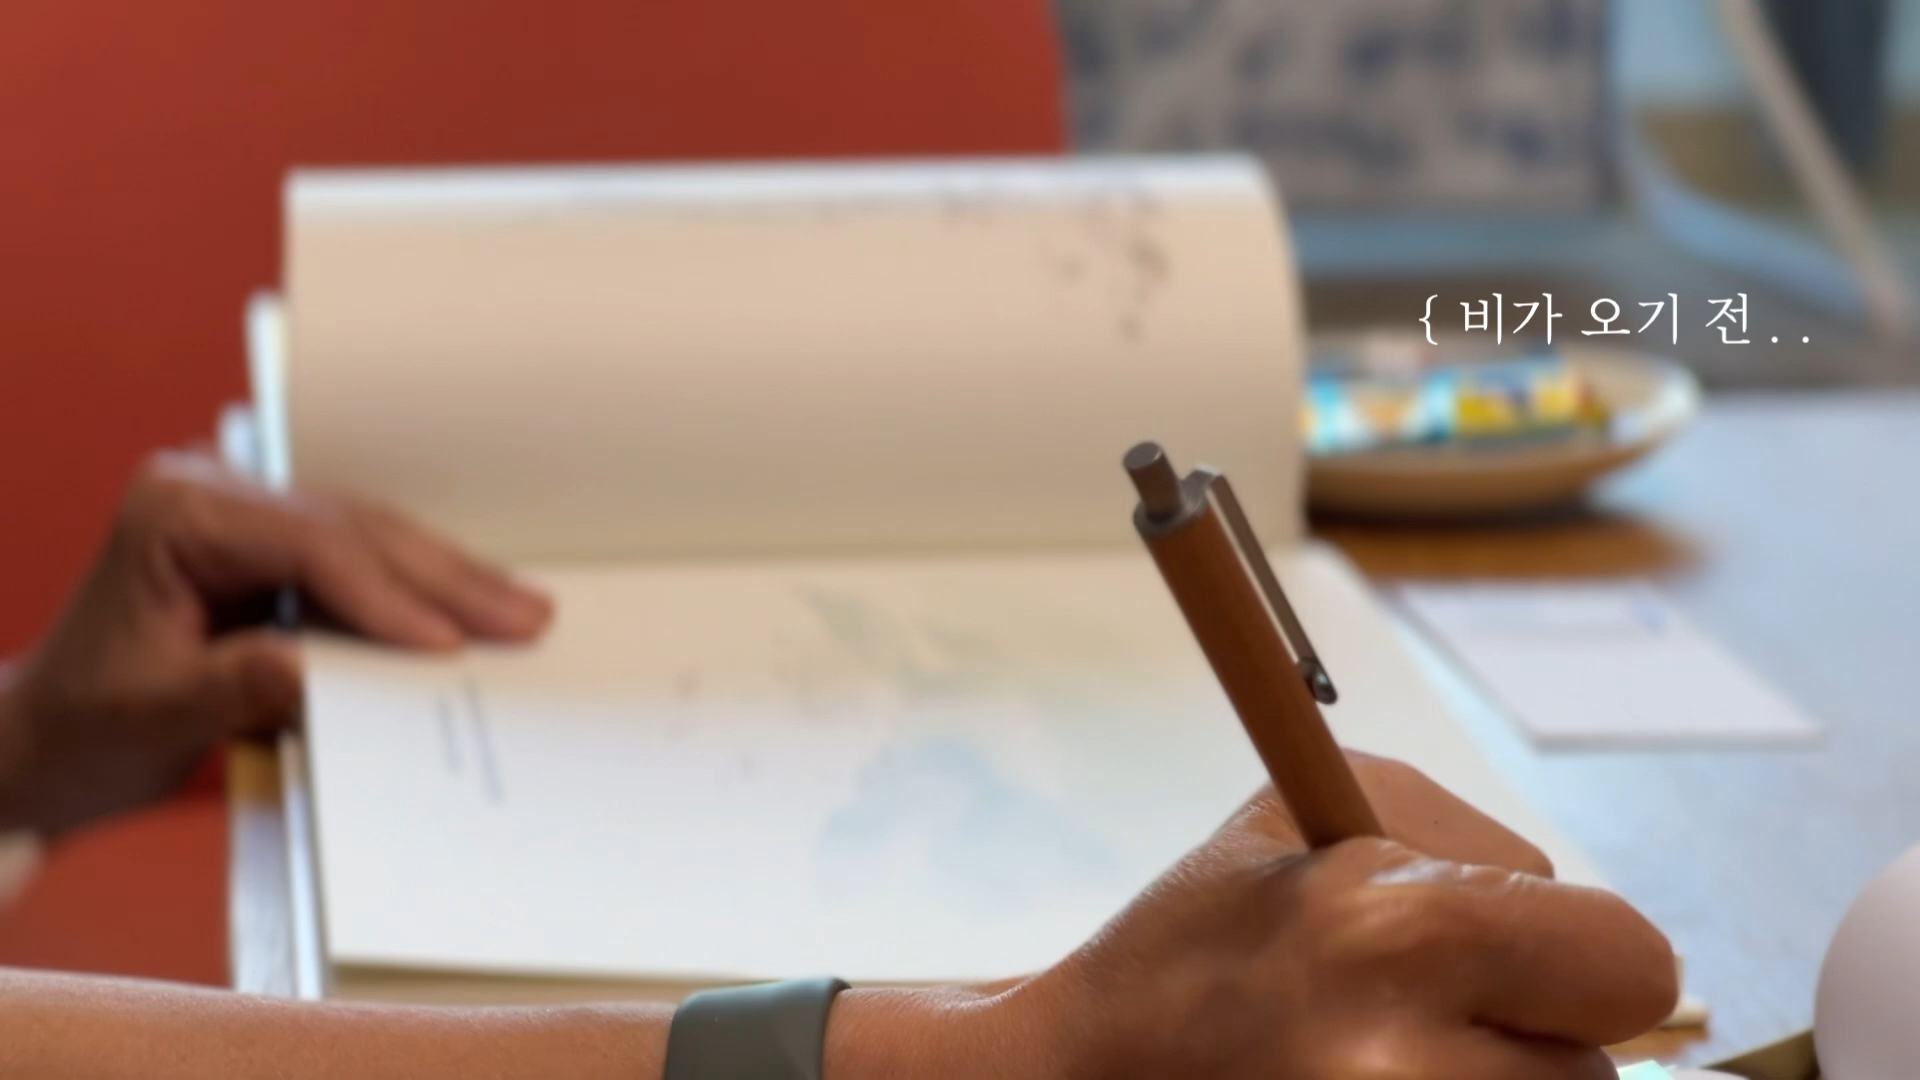 { 비가 오기 전 . .